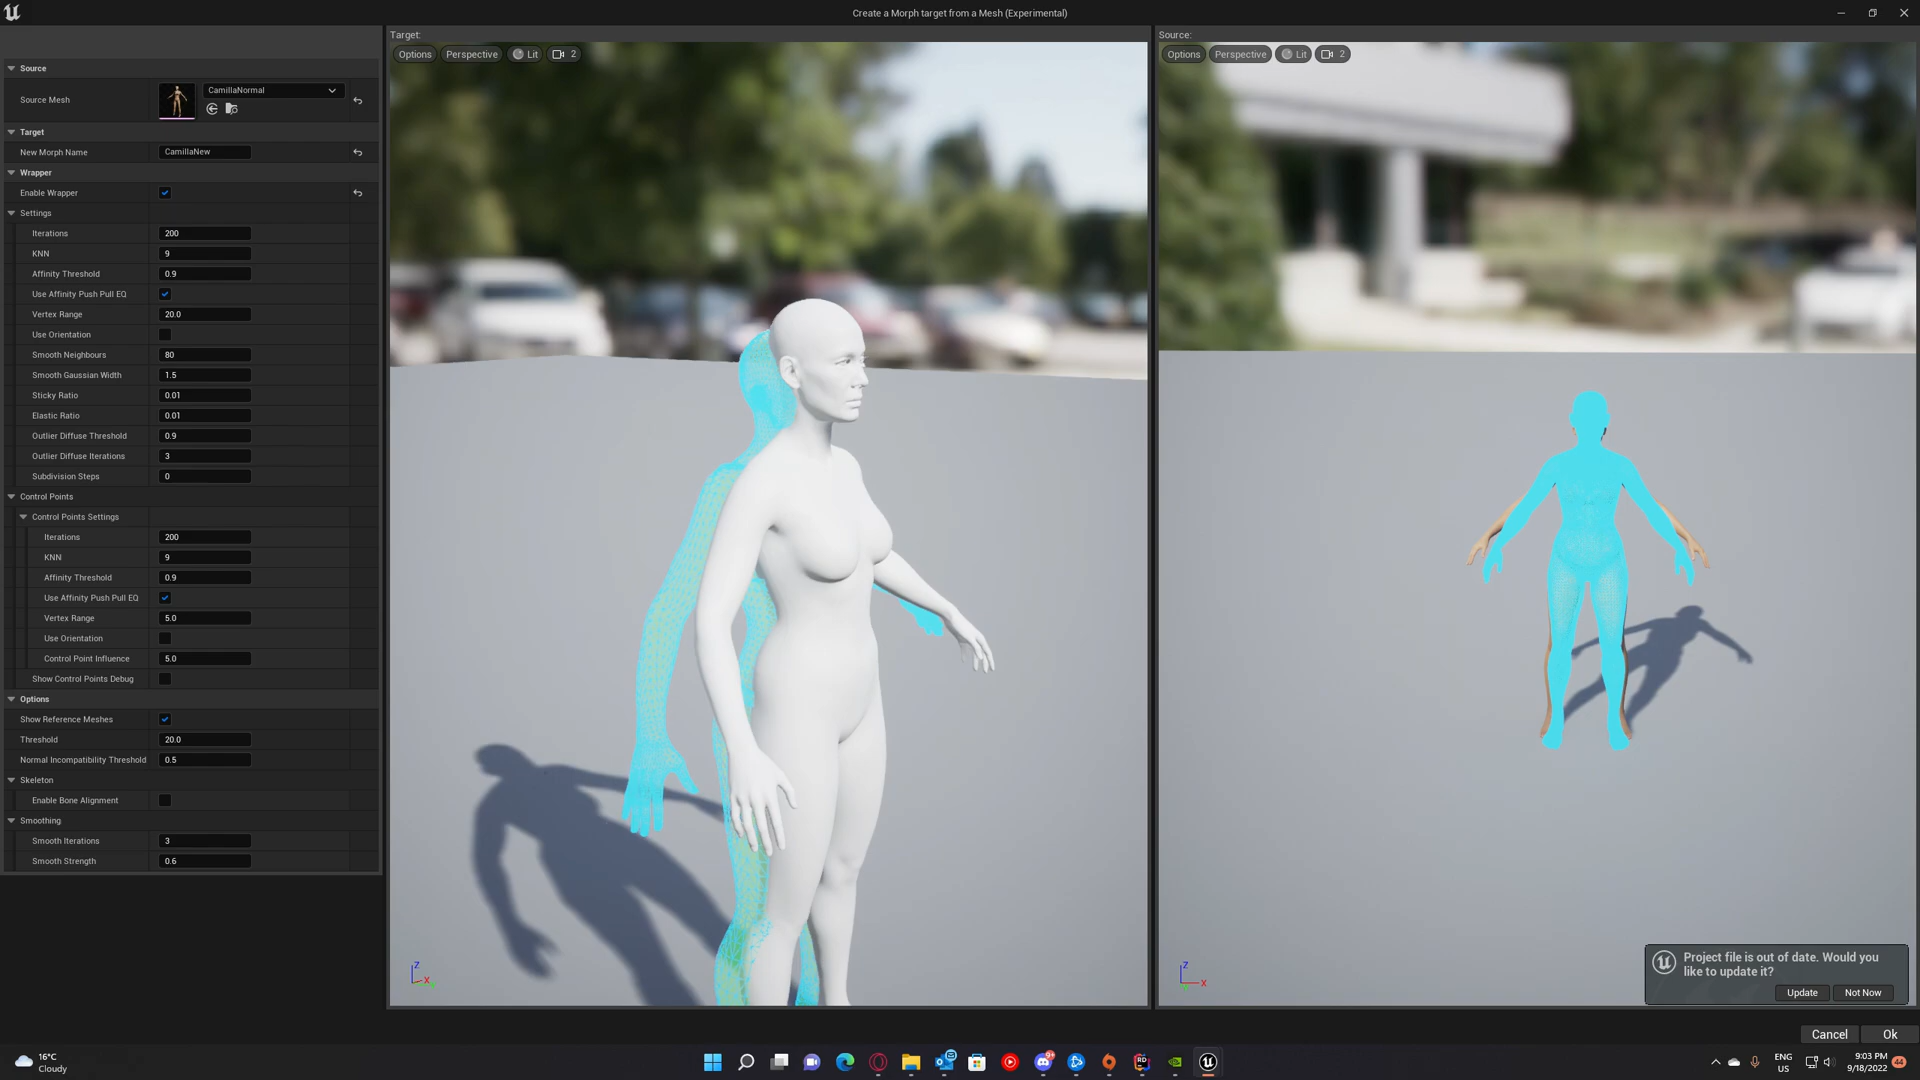 Create a Morph target from a Mesh (Experimental)
Source
Source Mesh
CamillaNormal
Target
New Morph Name
CamillaNew
Wrapper
Enable Wrapper
Settings
Iterations 200
KNN 9
Affinity Threshold 0.9
Use Affinity Push Pull EQ
Vertex Range 20.0
Use Orientation
Smooth Neighbours 80
Smooth Gaussian Width 1.5
Sticky Ratio 0.01
Elastic Ratio 0.01
Outlier Diffuse Threshold 0.9
Outlier Diffuse Iterations 3
Subdivision Steps 0
Control Points
Control Points Settings
Iterations 200
KNN 9
Affinity Threshold 0.9
Use Affinity Push Pull EQ
Vertex Range 5.0
Use Orientation
Control Point Influence 5.0
Show Control Points Debug
Options
Show Reference Meshes
Threshold 20.0
Normal Incompatibility Threshold 0.5
Skeleton
Enable Bone Alignment
Smoothing
Smooth Iterations 3
Smooth Strength 0.6
Target:
Options Perspective Lit 2
Z
X
Source:
Options Perspective Lit 2
Z
X
Project file is out of date. Would you
like to update it?
Update Not Now
Cancel Ok
16°C
Cloudy
9+
RD
ENG
US
9:03 PM
9/18/2022
44